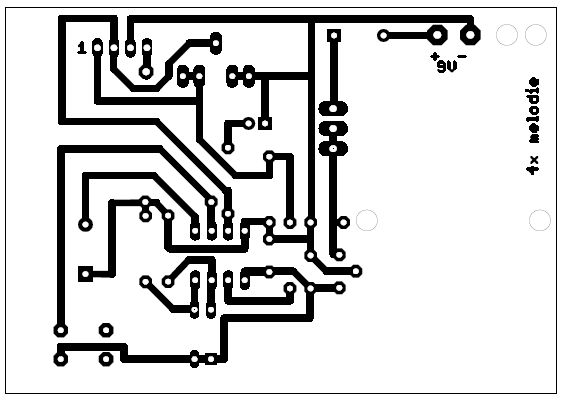 1
+ -
9V
4x melodie